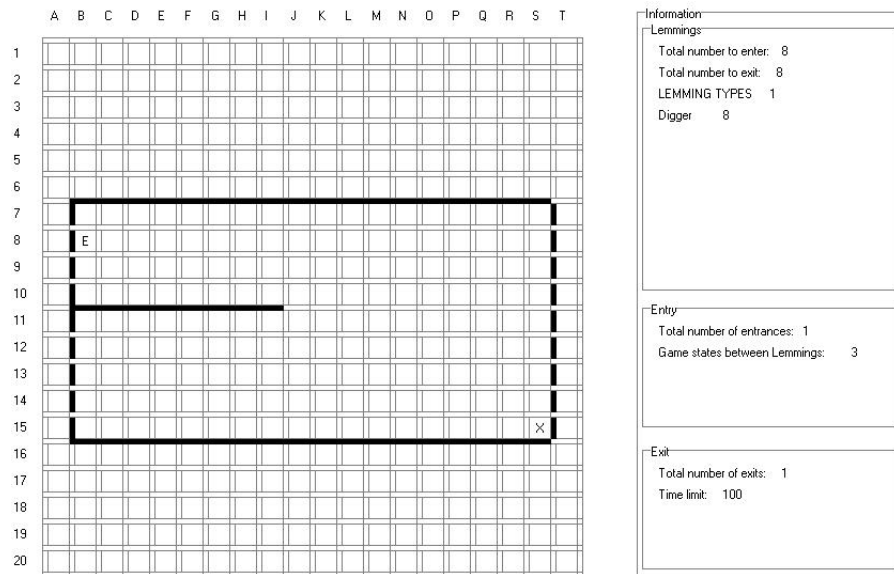 A B C D E F G H I J K L M N O P Q R S T
1
2
3
4
5
6
7
8 E
9
10
11
12
13
14
15 X
16
17
18
19
20
Information
Lemmings
Total number to enter: 8
Total number to exit: 8
LEMMING TYPES 1
Digger 8
Entry
Total number of entrances: 1
Game states between Lemmings: 3
Exit
Total number of exits: 1
Time limit: 100